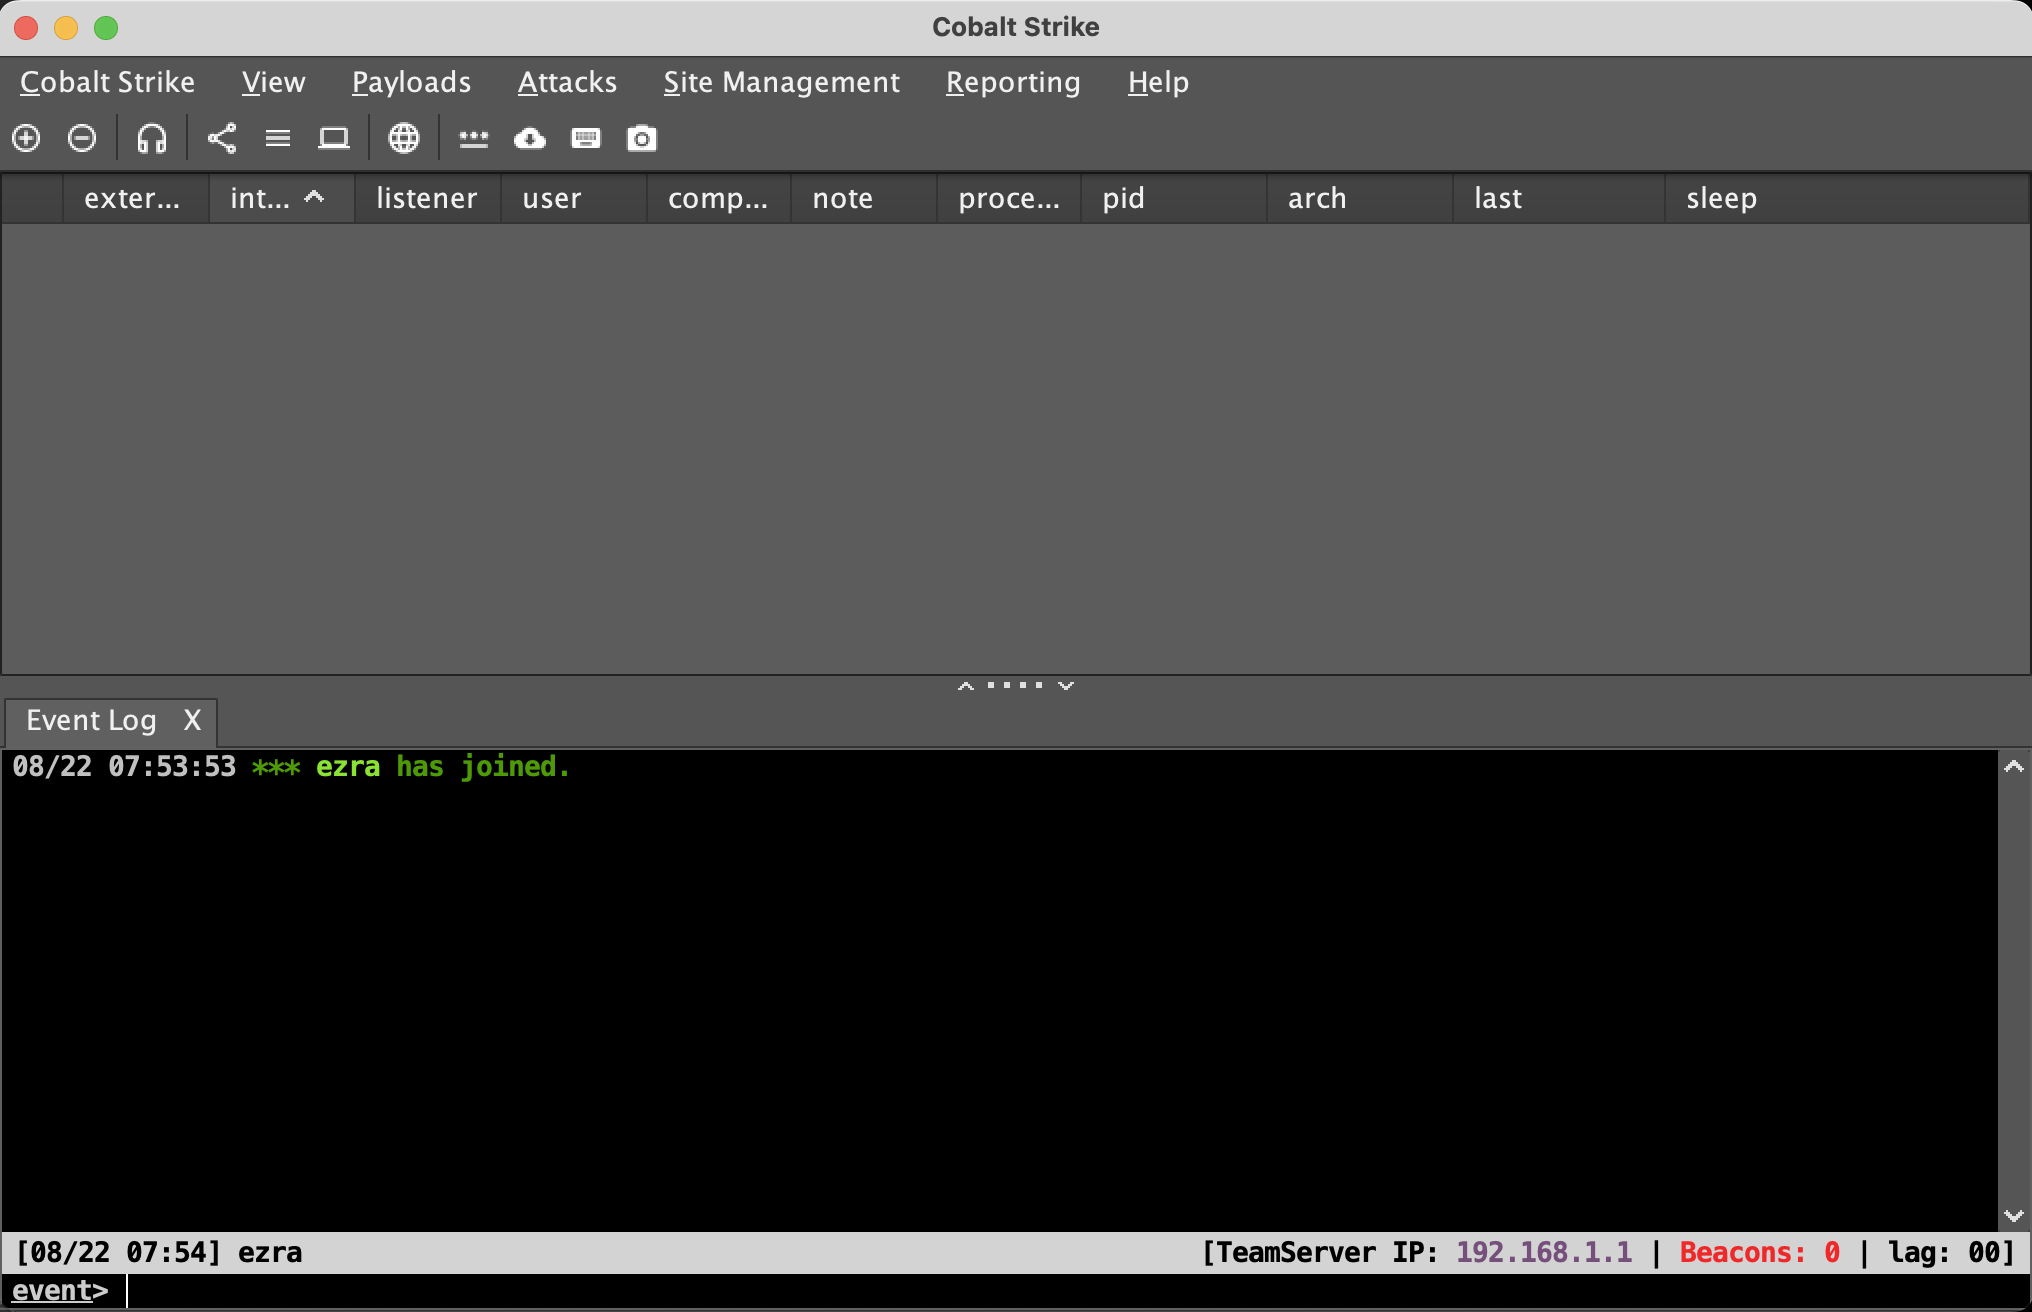 Cobalt Strike
Cobalt Strike View Payloads Attacks Site Management Reporting Help
exter... int... listener user comp... note proce... pid arch last sleep
Event Log X
08/22 07:53:53 *** ezra has joined.
[08/22 07:54] ezra [TeamServer IP: 192.168.1.1 | Beacons: 0 | lag: 00]
event>